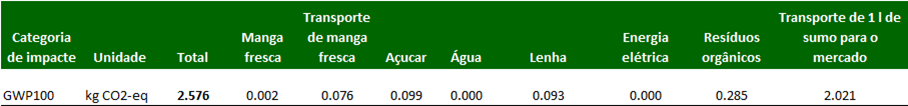 Categoria de impacte	Unidade	Total	Manga fresca	Transporte de manga fresca	Açucar	Água	Lenha	Energia elétrica	Resíduos orgânicos	Transporte de 1 l de sumo para o mercado
GWP100	kg CO2-eq	2.576	0.002	0.076	0.099	0.000	0.093	0.000	0.285	2.021